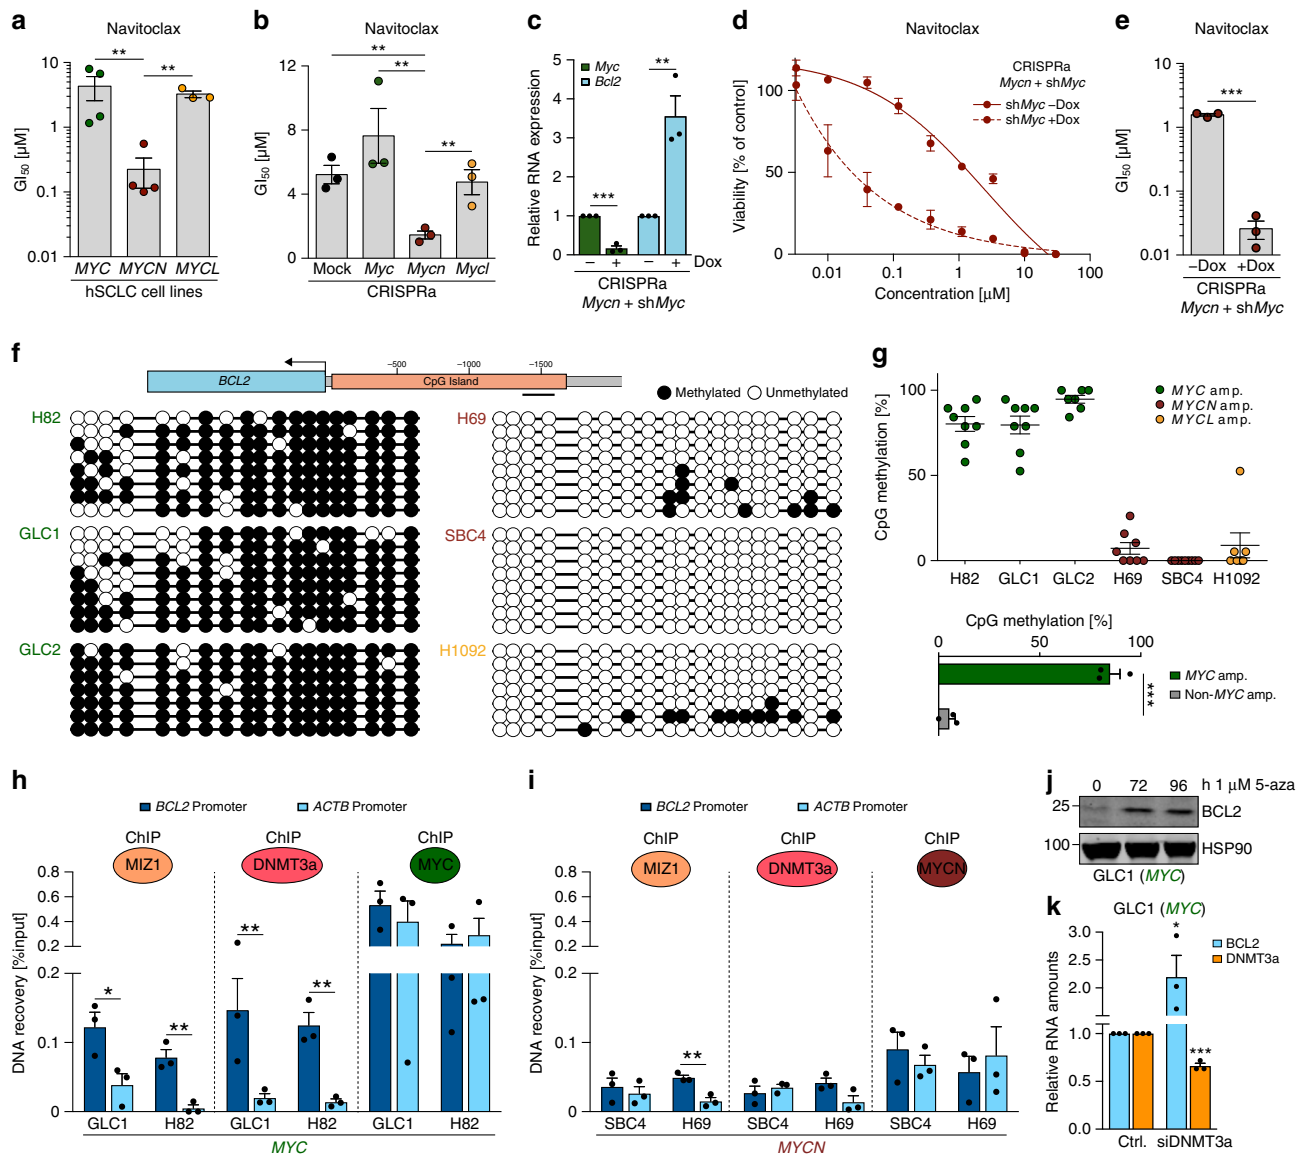 a
Navitoclax
**
**
GI50 [µM]
10
1
0.1
0.01
MYC MYCN MYCL
hSCLC cell lines
b
Navitoclax
**
**
**
GI50 [µM]
12
8
4
0
Mock Myc Mycn Mycl
CRISPRa
c
Myc
Bcl2
**
***
Relative RNA expression
5
4
3
2
1
0
– + – + Dox
CRISPRa
Mycn + shMyc
d
Navitoclax
CRISPRa
Mycn + shMyc
shMyc –Dox
shMyc +Dox
Viability [% of control]
100
50
0
0.01 0.1 1 10 100
Concentration [µM]
e
Navitoclax
***
GI50 [µM]
10
1
0.1
0.01
–Dox +Dox
CRISPRa
Mycn + shMyc
f
–500 –1000 –1500
BCL2 CpG Island
Methylated Unmethylated
H82 H69
GLC1 SBC4
GLC2 H1092
g
MYC amp.
MYCN amp.
MYCL amp.
CpG methylation [%]
100
50
0
H82 GLC1 GLC2 H69 SBC4 H1092
CpG methylation [%]
0 50 100
MYC amp.
Non-MYC amp.
***
h
BCL2 Promoter ACTB Promoter
ChIP ChIP ChIP
MIZ1 DNMT3a MYC
DNA recovery [%input]
0.8
0.6
0.4
0.2
0.2
0.1
0
* ** ** **
GLC1 H82 GLC1 H82 GLC1 H82
MYC
i
BCL2 Promoter ACTB Promoter
ChIP ChIP ChIP
MIZ1 DNMT3a MYCN
DNA recovery [%input]
0.8
0.6
0.4
0.2
0.2
0.1
0
**
SBC4 H69 SBC4 H69 SBC4 H69
MYCN
j
0 72 96 h 1 µM 5-aza
25 BCL2
100 HSP90
GLC1 (MYC)
k
GLC1 (MYC)
BCL2
DNMT3a
*
***
Relative RNA amounts
3.0
2.0
1.0
0.5
0
Ctrl. siDNMT3a